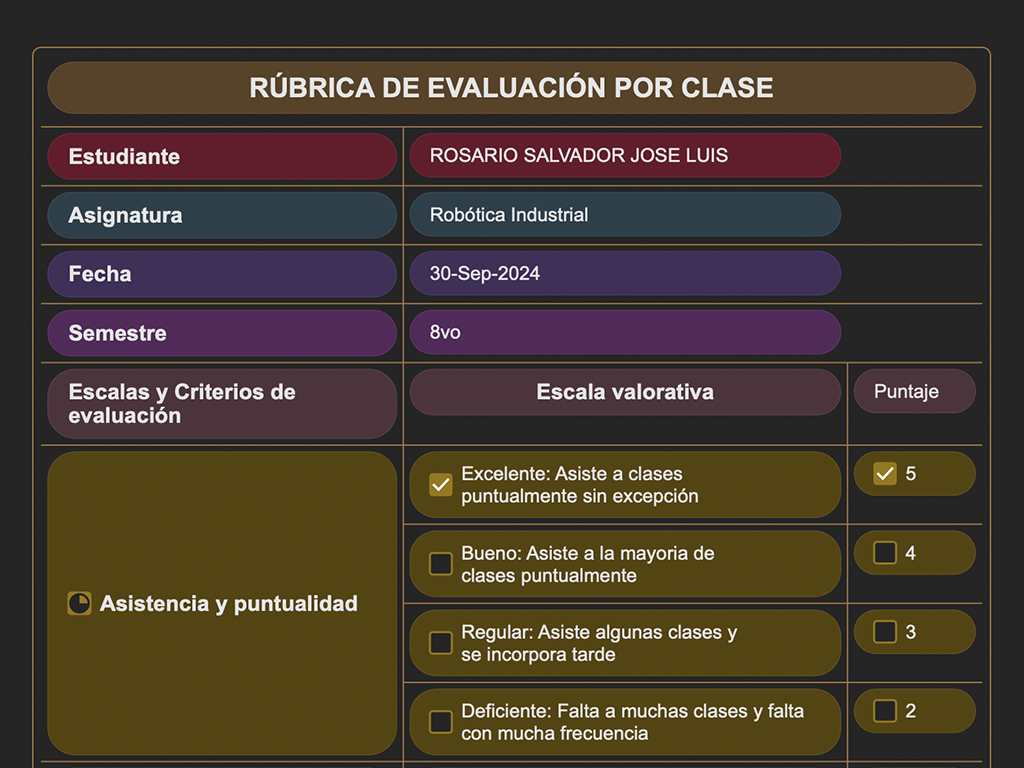 RÚBRICA DE EVALUACIÓN POR CLASE
Estudiante
ROSARIO SALVADOR JOSE LUIS
Asignatura
Robótica Industrial
Fecha
30-Sep-2024
Semestre
8vo
Escalas y Criterios de
evaluación
Escala valorativa
Puntaje
Asistencia y puntualidad
Excelente: Asiste a clases
puntualmente sin excepción
5
Bueno: Asiste a la mayoria de
clases puntualmente
4
Regular: Asiste algunas clases y
se incorpora tarde
3
Deficiente: Falta a muchas clases y falta
con mucha frecuencia
2